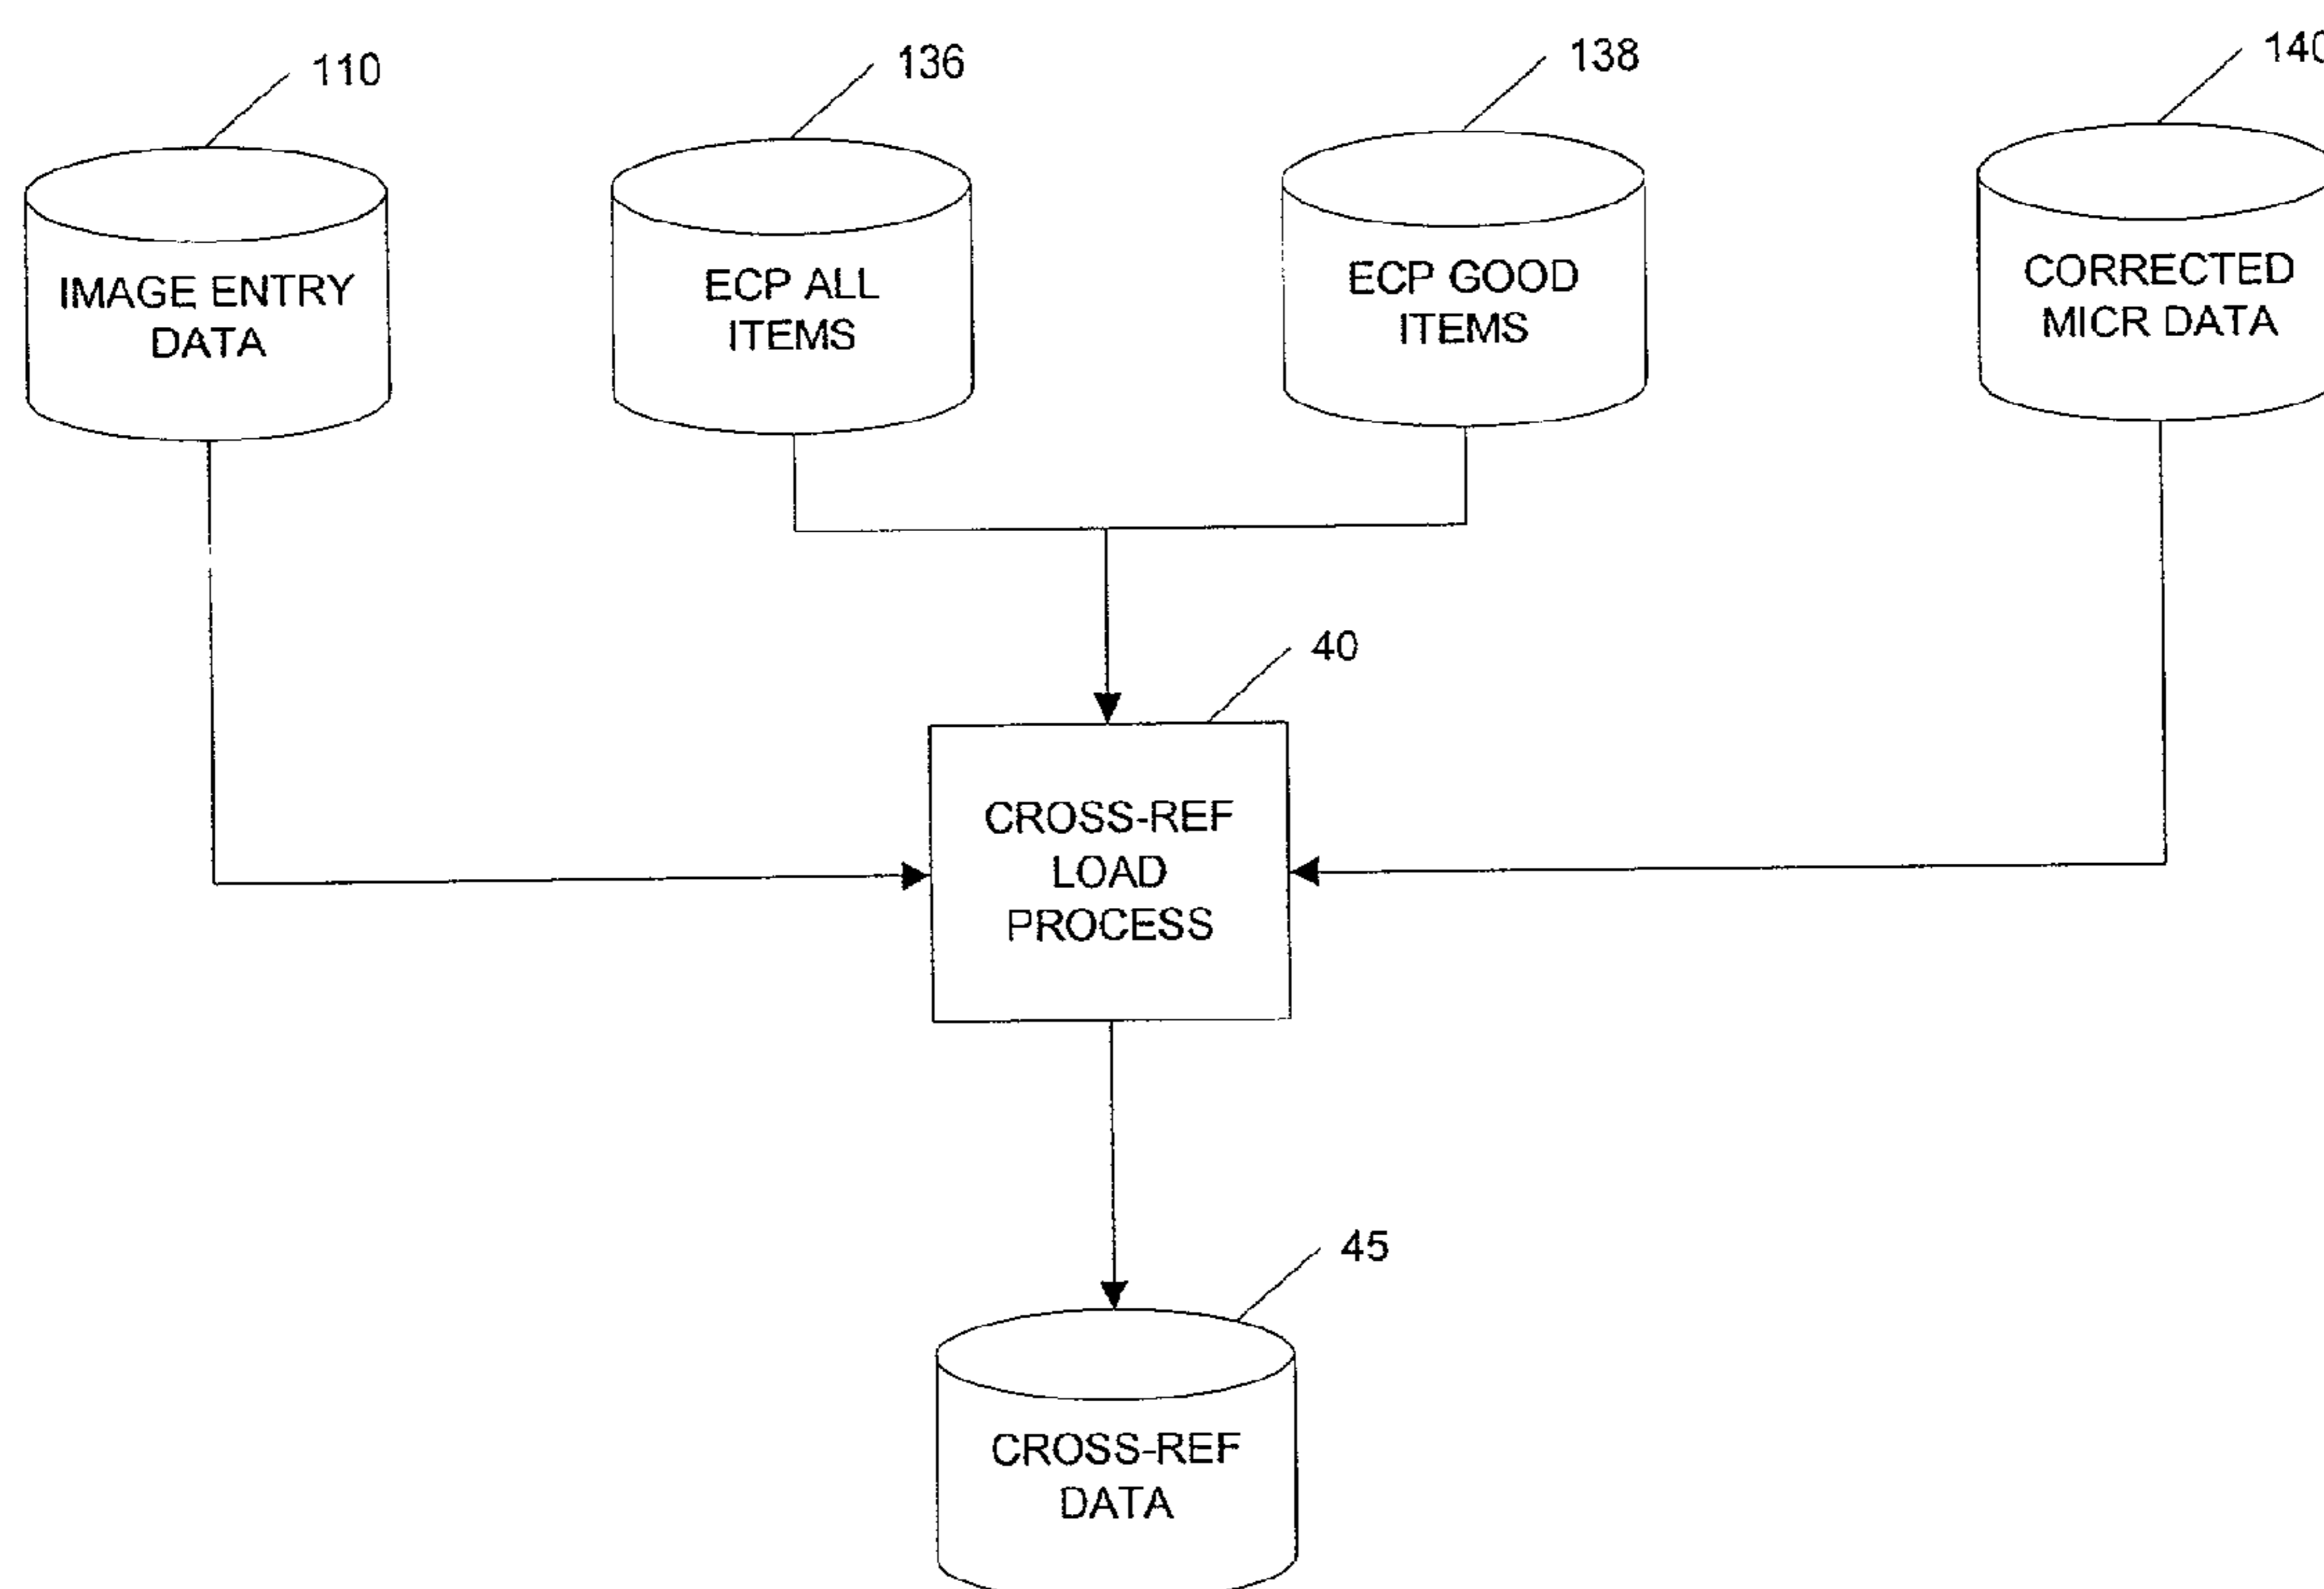 110
136
138
140
IMAGE ENTRY
DATA
ECP ALL
ITEMS
ECP GOOD
ITEMS
CORRECTED
MICR DATA
40
CROSS-REF
LOAD
PROCESS
45
CROSS-REF
DATA